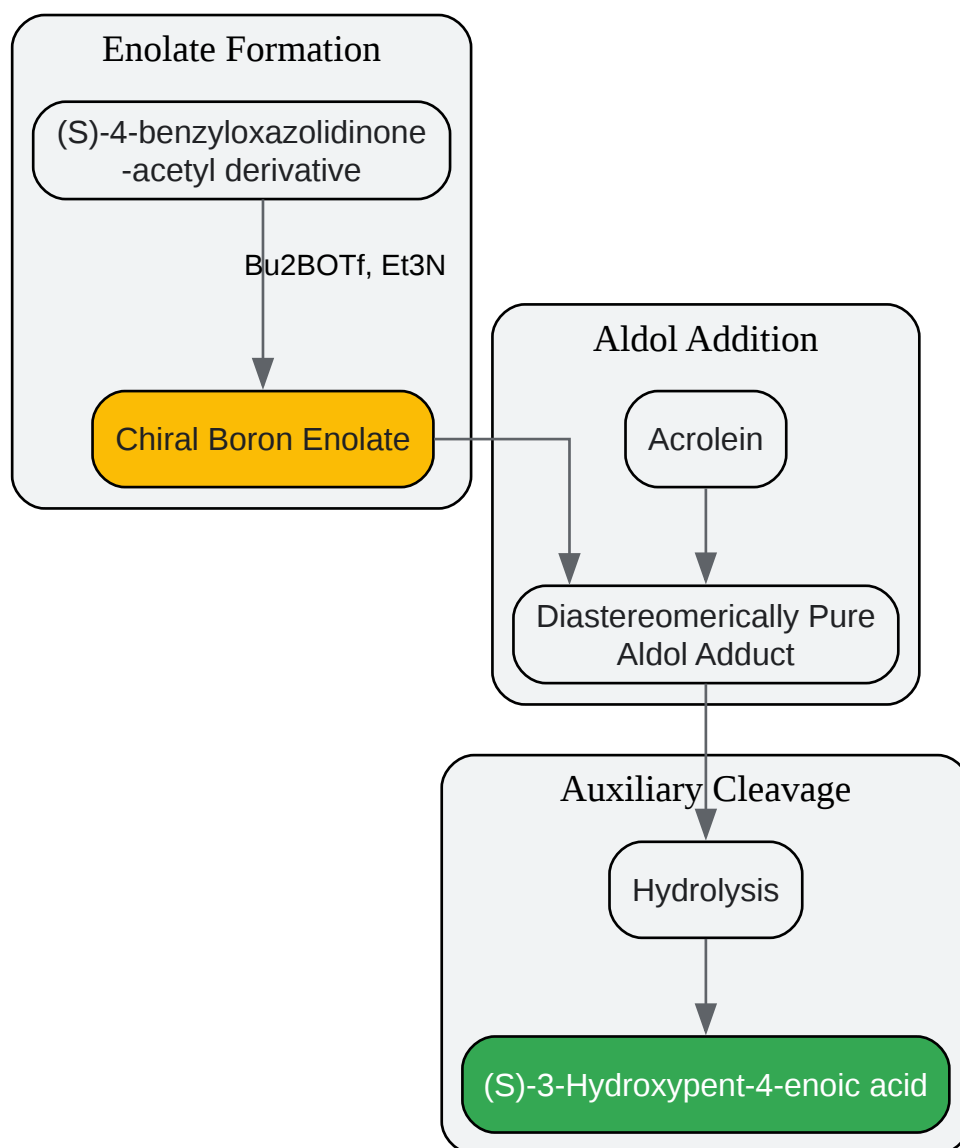 Enolate Formation
(S)-4-benzyloxazolidinone
-acetyl derivative
Bu2BOTf, Et3N
Chiral Boron Enolate
Aldol Addition
Acrolein
Diastereomerically Pure
Aldol Adduct
Auxiliary Cleavage
Hydrolysis
(S)-3-Hydroxypent-4-enoic acid